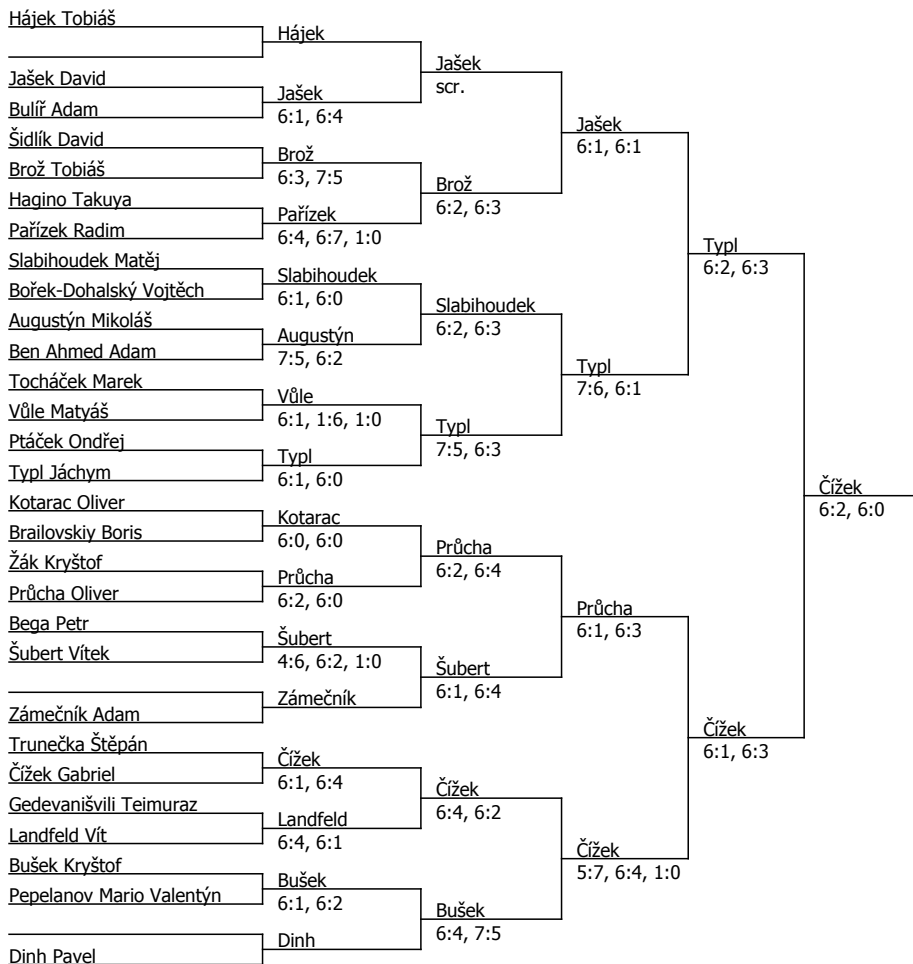 Hájek Tobiáš
Hájek
Jašek
scr.
Jašek David
Jašek
6:1, 6:4
Bulíř Adam
Jašek
6:1, 6:1
Šidlík David
Brož
6:3, 7:5
Brož Tobiáš
Brož
6:2, 6:3
Hagino Takuya
Pařízek
6:4, 6:7, 1:0
Pařízek Radim
Typl
6:2, 6:3
Slabihoudek Matěj
Slabihoudek
6:1, 6:0
Bořek-Dohalský Vojtěch
Slabihoudek
6:2, 6:3
Augustýn Mikoláš
Augustýn
7:5, 6:2
Ben Ahmed Adam
Typl
7:6, 6:1
Tocháček Marek
Vůle
6:1, 1:6, 1:0
Vůle Matyáš
Typl
7:5, 6:3
Ptáček Ondřej
Typl
6:1, 6:0
Typl Jáchym
Čížek
6:2, 6:0
Kotarac Oliver
Kotarac
6:0, 6:0
Brailovskiy Boris
Průcha
6:2, 6:4
Žák Kryštof
Průcha
6:2, 6:0
Průcha Oliver
Průcha
6:1, 6:3
Bega Petr
Šubert
4:6, 6:2, 1:0
Šubert Vítek
Šubert
6:1, 6:4
Zámečník
Zámečník Adam
Čížek
6:1, 6:3
Trunečka Štěpán
Čížek
6:1, 6:4
Čížek Gabriel
Čížek
6:4, 6:2
Gedevanišvili Teimuraz
Landfeld
6:4, 6:1
Landfeld Vít
Čížek
5:7, 6:4, 1:0
Bušek Kryštof
Bušek
6:1, 6:2
Pepelanov Mario Valentýn
Bušek
6:4, 7:5
Dinh
Dinh Pavel